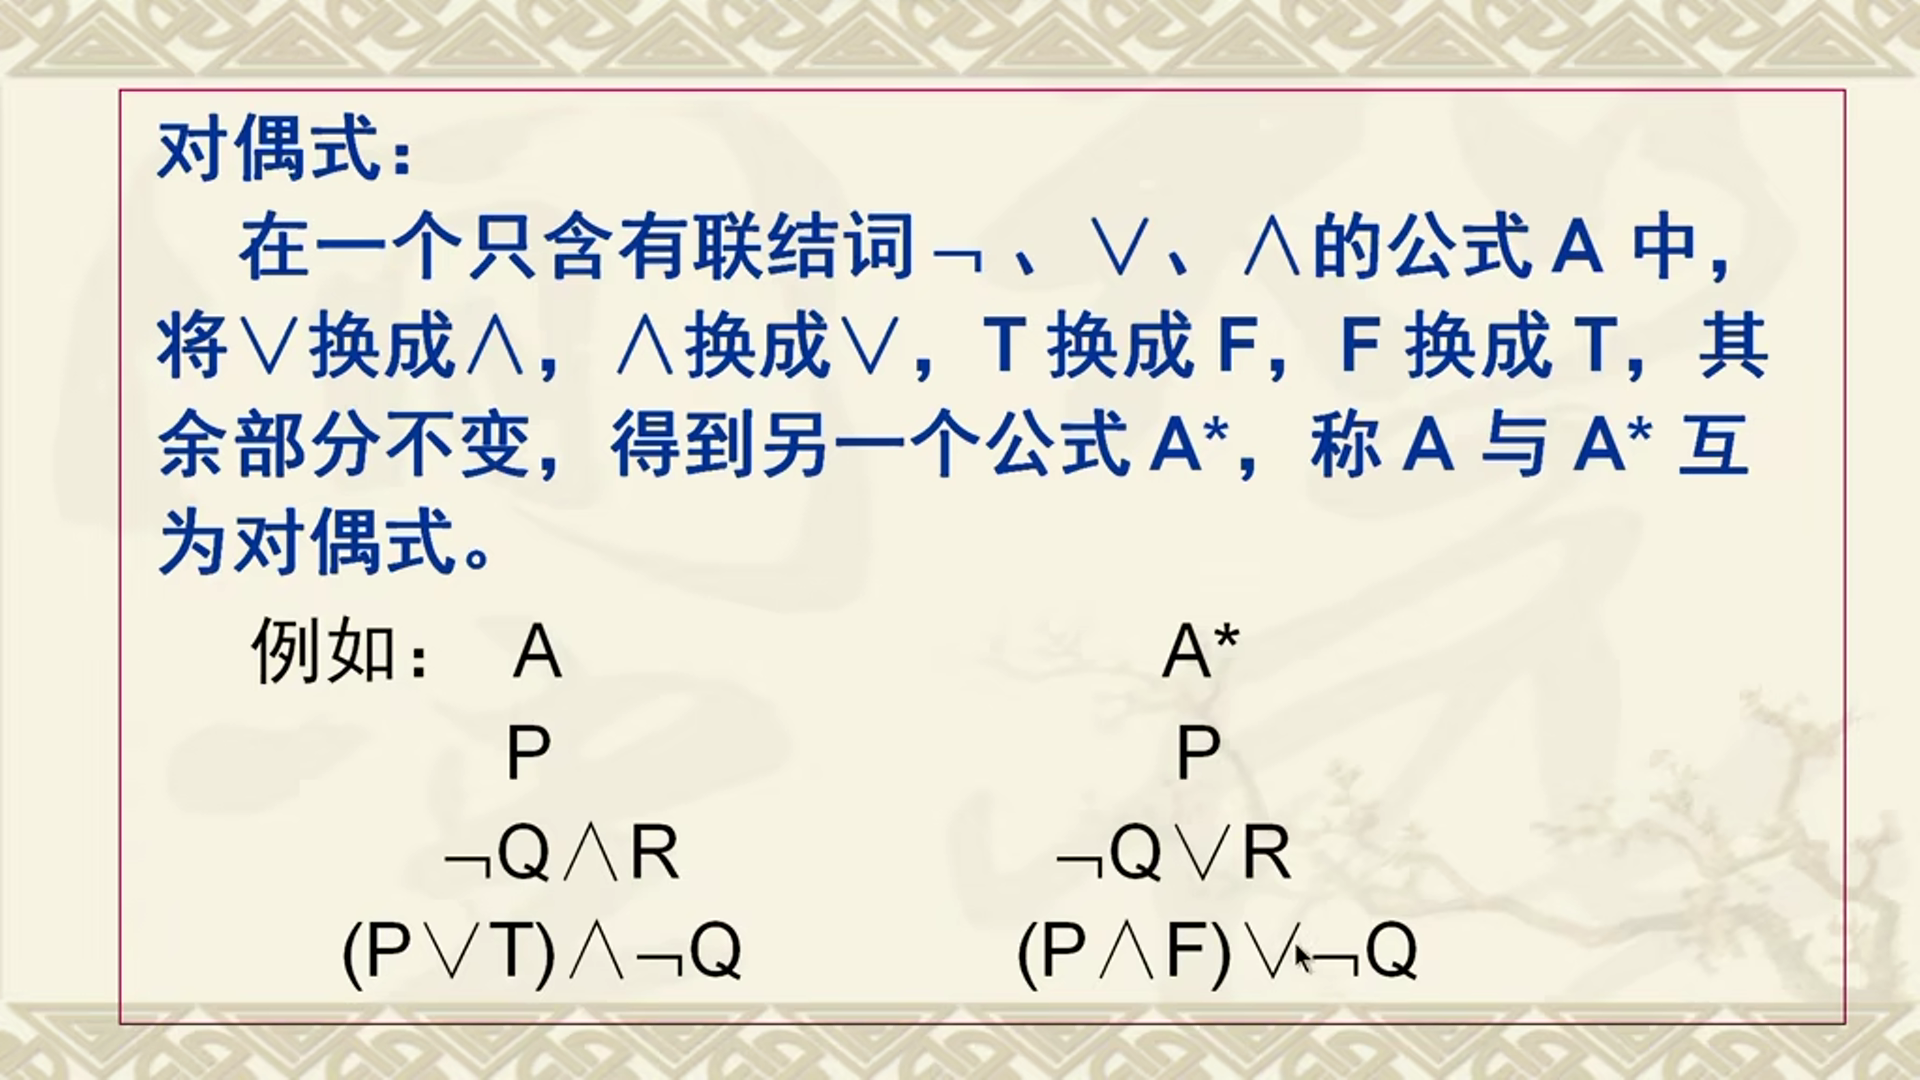 对偶式：
在一个只含有联结词﹁、∨、∧的公式 A 中，
将∨换成∧，∧换成∨，T 换成 F，F 换成 T，其
余部分不变，得到另一个公式 A*，称 A 与 A* 互
为对偶式。
例如： A A*
P P
﹁Q∧R ﹁Q∨R
(P∨T)∧﹁Q (P∧F)∨﹁Q